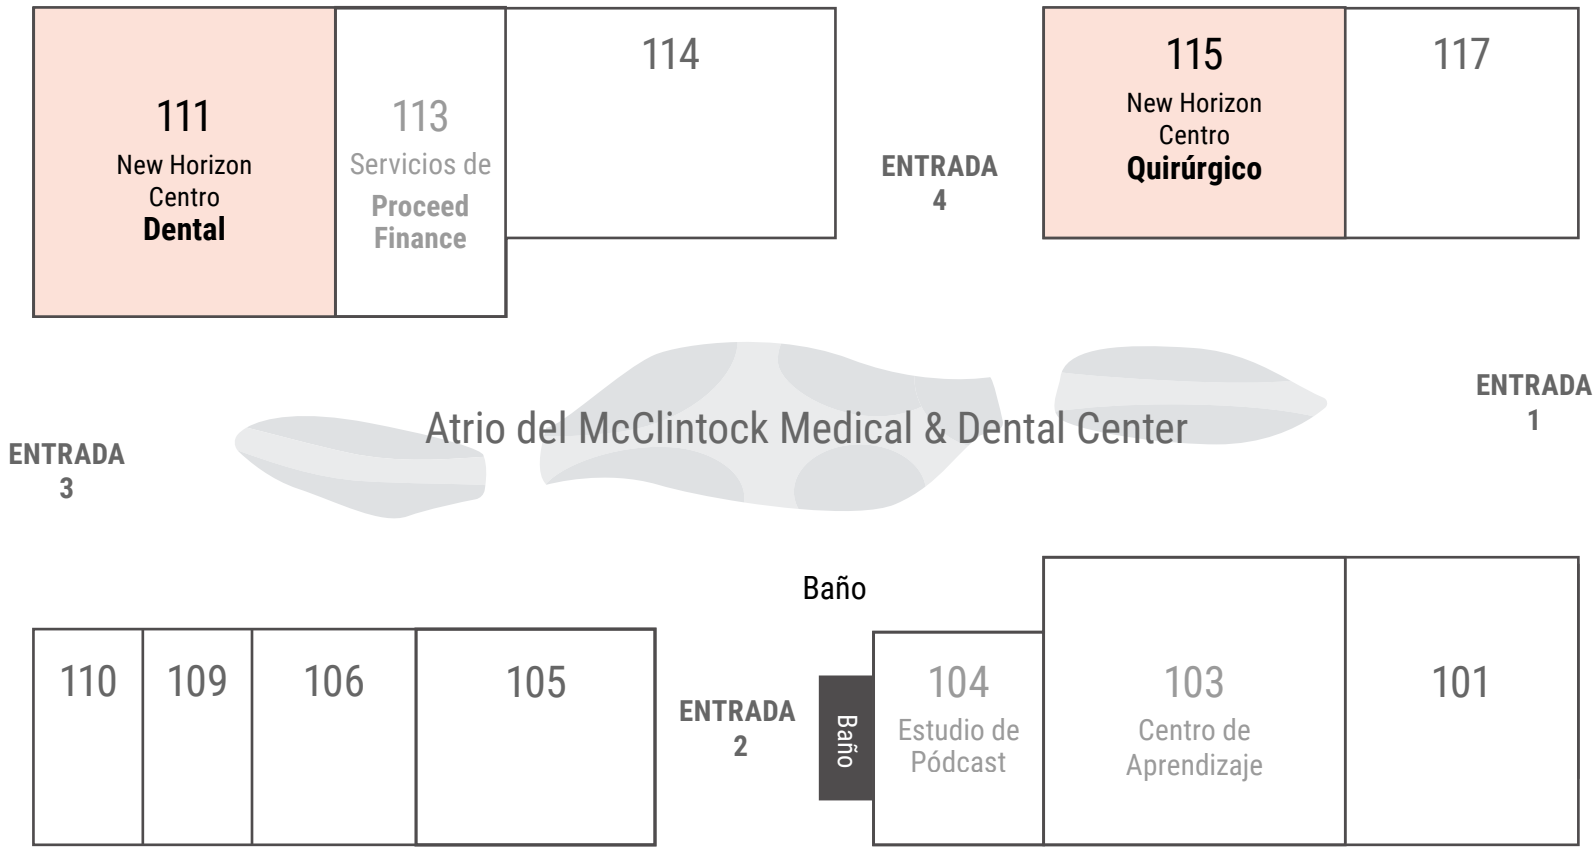 111
New Horizon
Centro
Dental
113
Servicios de
Proceed
Finance
114
ENTRADA
4
115
New Horizon
Centro
Quirúrgico
117
ENTRADA
1
Atrio del McClintock Medical & Dental Center
ENTRADA
3
Baño
110
109
106
105
ENTRADA
2
Baño
104
Estudio de
Pódcast
103
Centro de
Aprendizaje
101